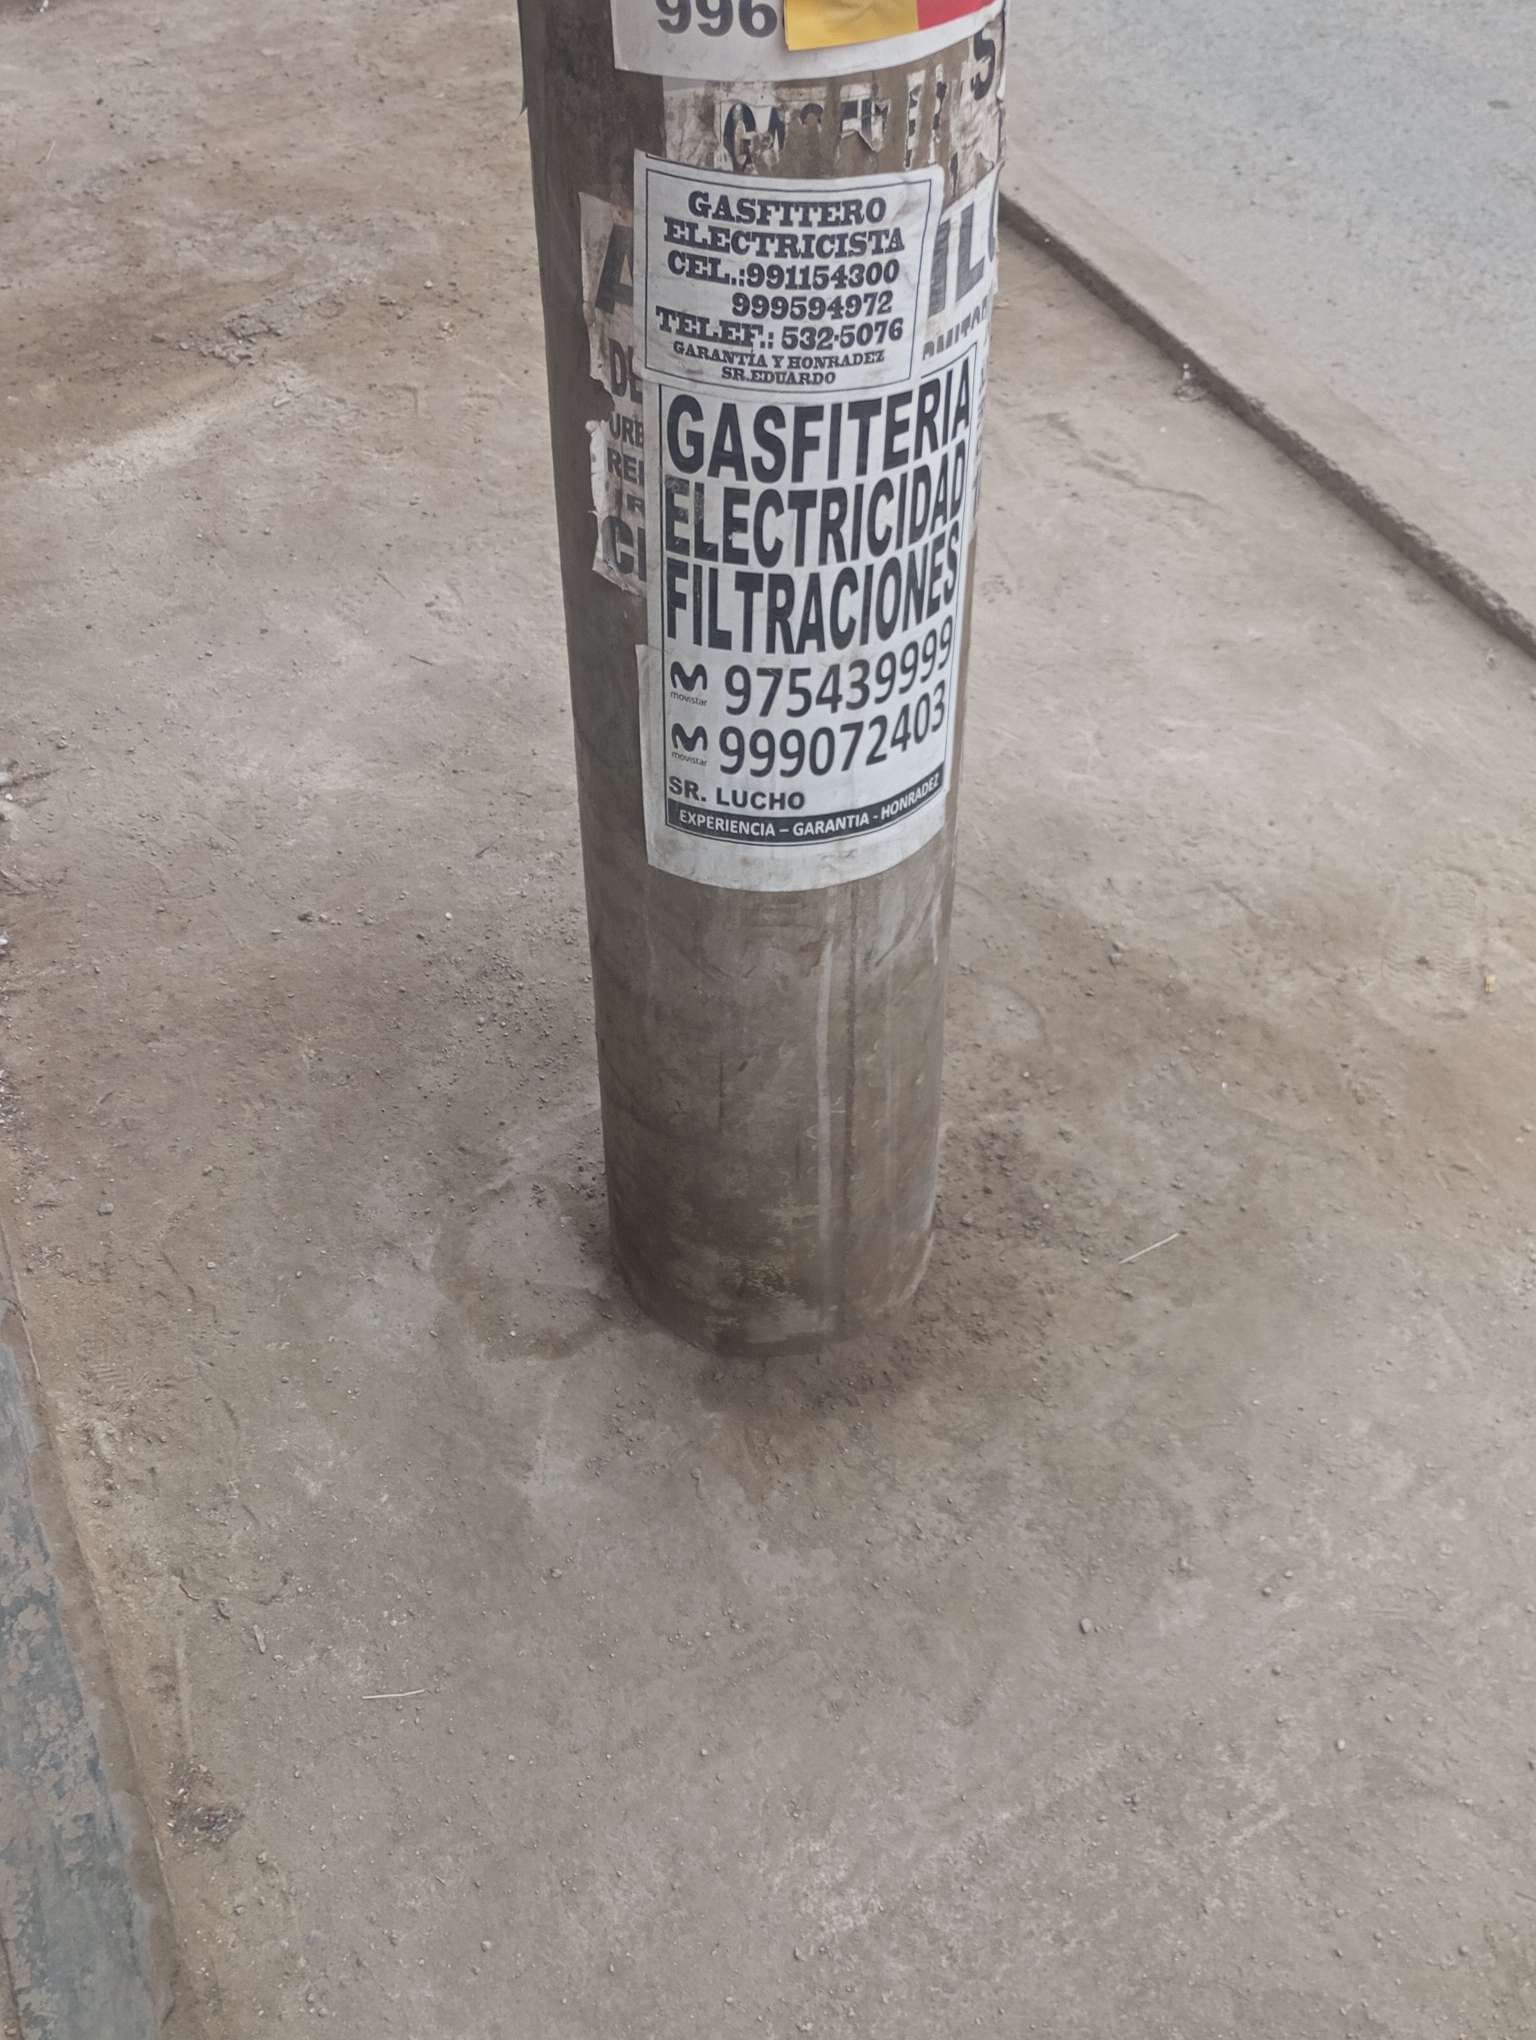 996
GASFITERO
ELECTRICISTA
CEL.:991154300
999594972
TELEF.: 532-5076
GARANTÍA Y HONRADEZ
SR.EDUARDO
GASFITERIA
ELECTRICIDAD
FILTRACIONES
movistar 975439999
movistar 999072403
SR. LUCHO
EXPERIENCIA – GARANTIA - HONRADEZ